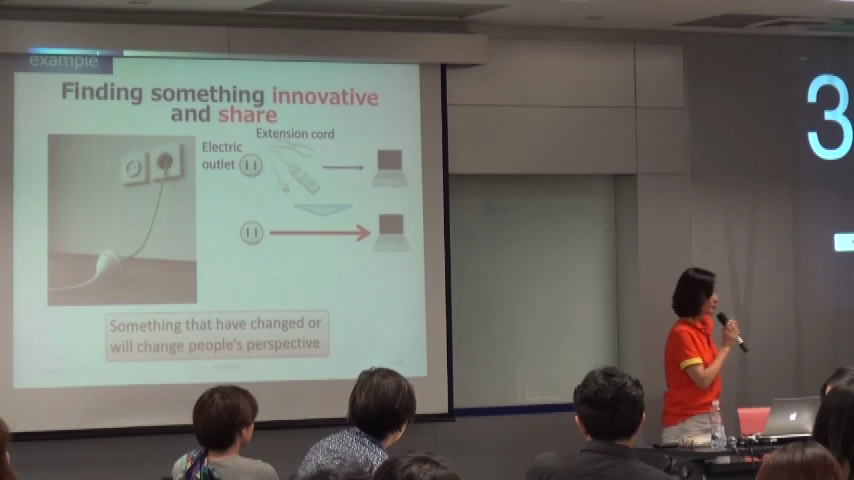 example
Finding something innovative
and share
Extension cord
Electric
outlet
Something that have changed or
will change people's perspective
3